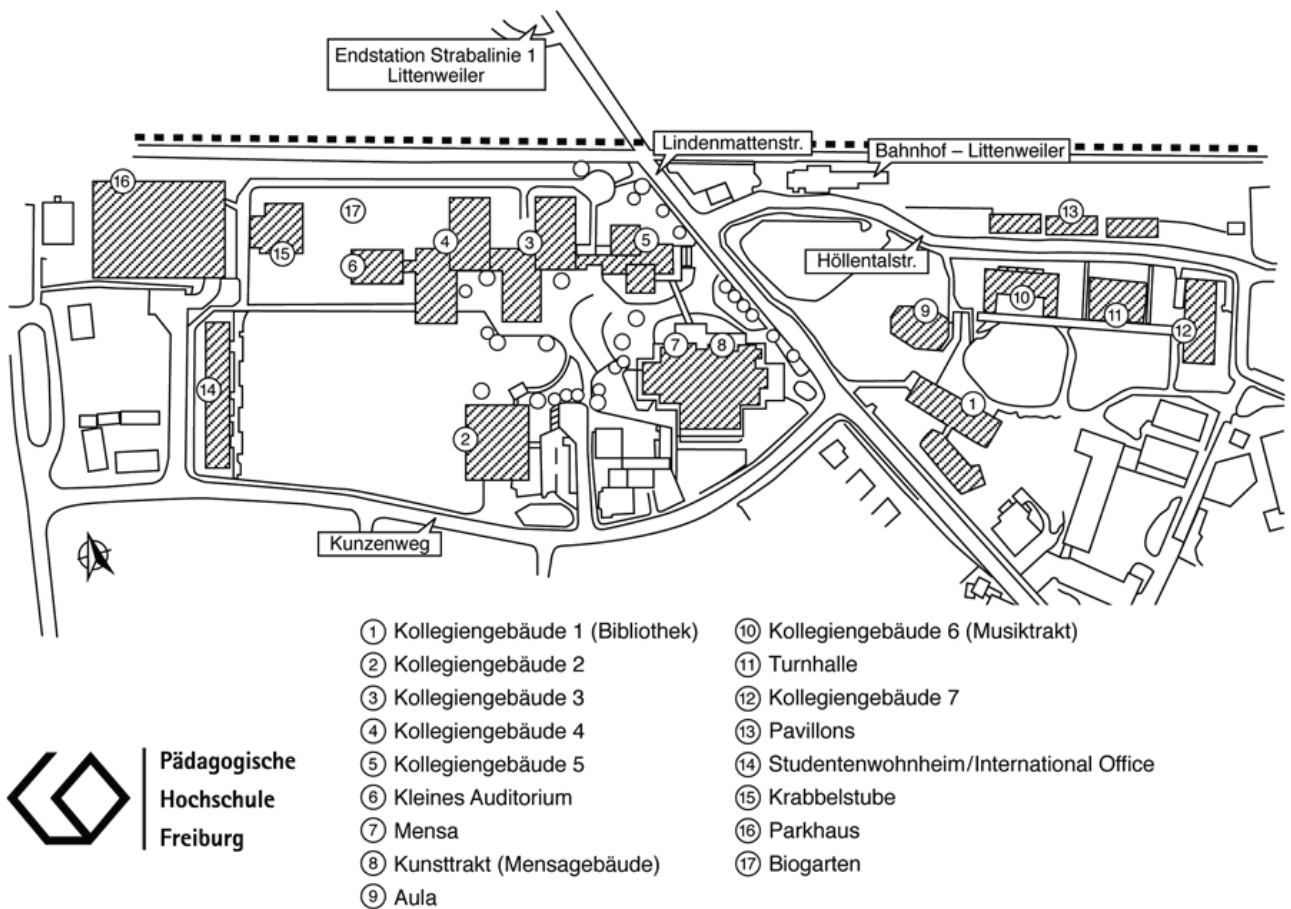 Endstation Strabalinie 1
Littenweiler
Lindenmattenstr.
Bahnhof – Littenweiler
16
17
13
4
3
5
15
6
Höllentalstr.
10
9
11
12
7
8
14
1
2
Kunzenweg
1 Kollegiengebäude 1 (Bibliothek)
2 Kollegiengebäude 2
3 Kollegiengebäude 3
4 Kollegiengebäude 4
5 Kollegiengebäude 5
6 Kleines Auditorium
7 Mensa
8 Kunsttrakt (Mensagebäude)
9 Aula
10 Kollegiengebäude 6 (Musiktrakt)
11 Turnhalle
12 Kollegiengebäude 7
13 Pavillons
14 Studentenwohnheim/International Office
15 Krabbelstube
16 Parkhaus
17 Biogarten
Pädagogische
Hochschule
Freiburg